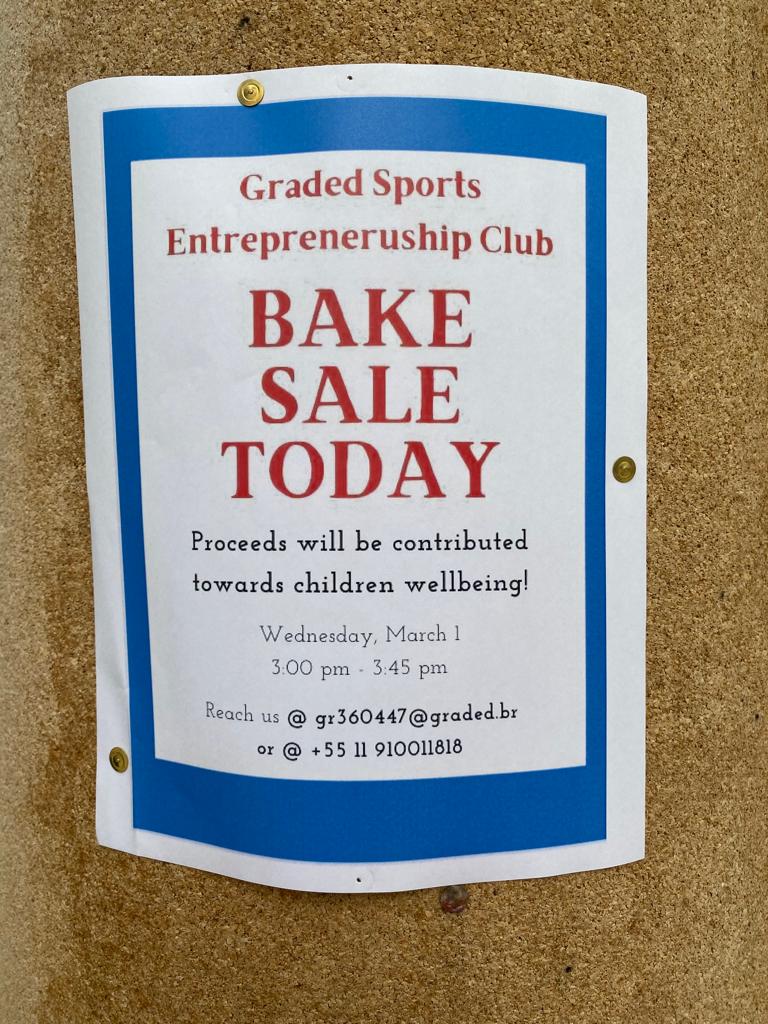 Graded Sports
Entrepreneruship Club
BAKE
SALE
TODAY
Proceeds will be contributed
towards children wellbeing!
Wednesday, March 1
3:00 pm - 3:45 pm
Reach us @ gr360447@graded.br
or @ +55 11 910011818